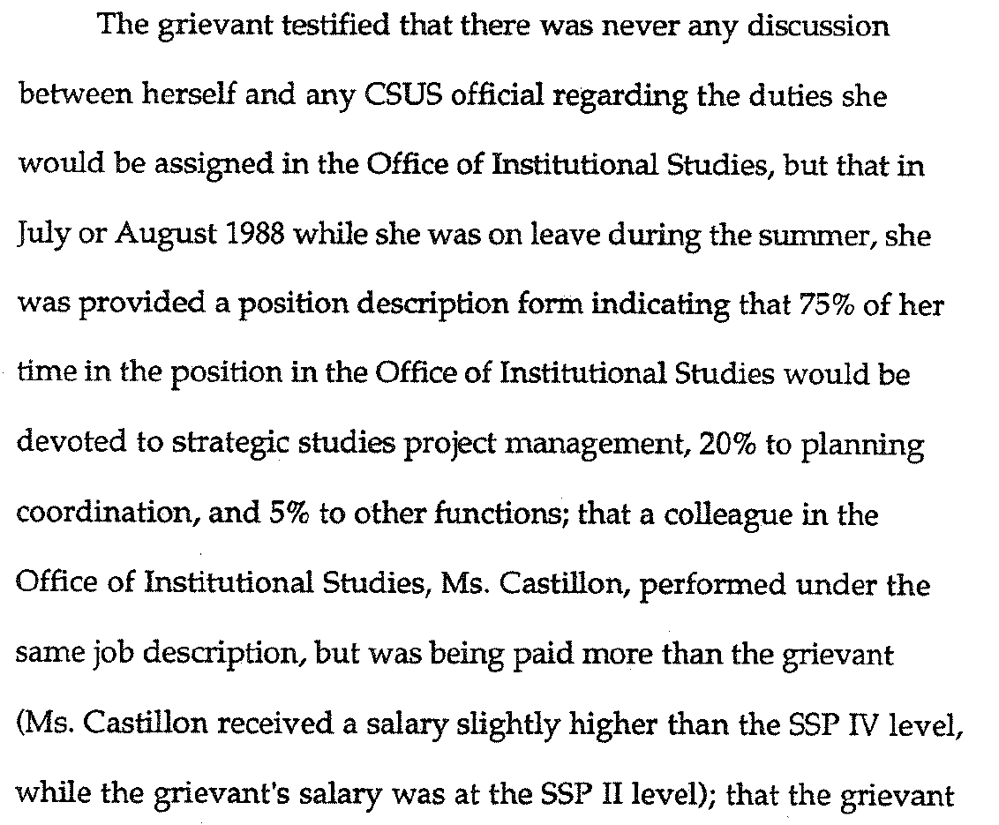 The grievant testified that there was never any discussion
between herself and any CSUS official regarding the duties she
would be assigned in the Office of Institutional Studies, but that in
July or August 1988 while she was on leave during the summer, she
was provided a position description form indicating that 75% of her
time in the position in the Office of Institutional Studies would be
devoted to strategic studies project management, 20% to planning
coordination, and 5% to other functions; that a colleague in the
Office of Institutional Studies, Ms. Castillon, performed under the
same job description, but was being paid more than the grievant
(Ms. Castillon received a salary slightly higher than the SSP IV level,
while the grievant's salary was at the SSP II level); that the grievant